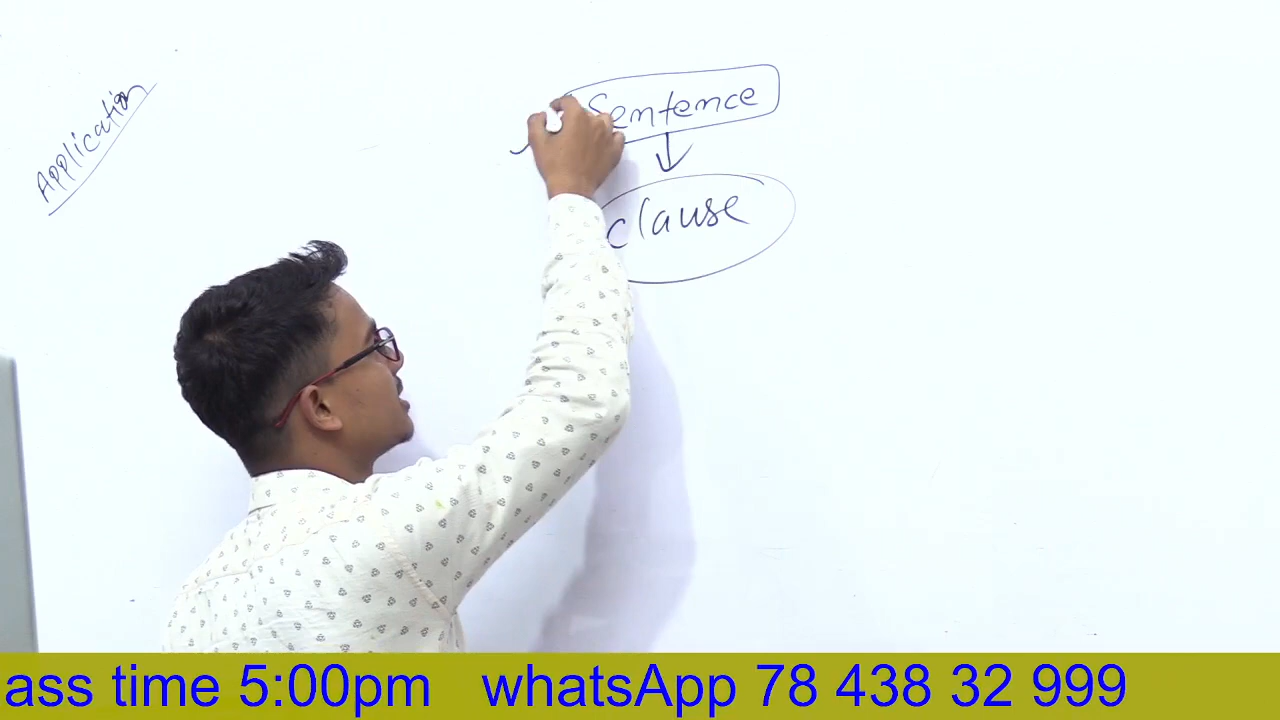 Application
Sentence
clause
ass time 5:00pm whatsApp 78 438 32 999